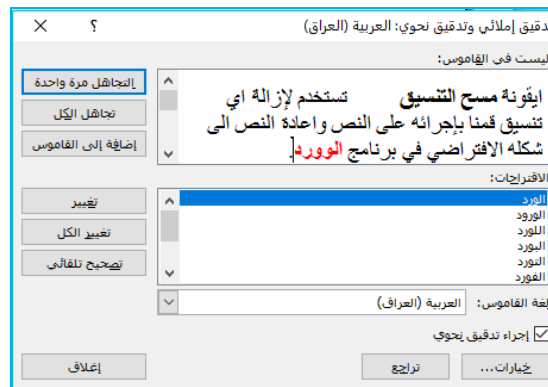 تدقيق إملائي وتدقيق نحوي: العربية (العراق)
ليست في القاموس:
ايقونة مسح التنسيق تستخدم لإزالة اي
تنسيق قمنا بإجرائه على النص واعادة النص الى
شكله الافتراضي في برنامج الوورد.
التجاهل مرة واحدة
تجاهل الكل
إضافة إلى القاموس
الاقتراحات:
الورد
الورود
اللورد
البورد
التورد
الفورد
تغيير
تغيير الكل
تصحيح تلقائي
لغة القاموس: العربية (العراق)
إجراء تدقيق نحوي
خيارات...
تراجع
إغلاق